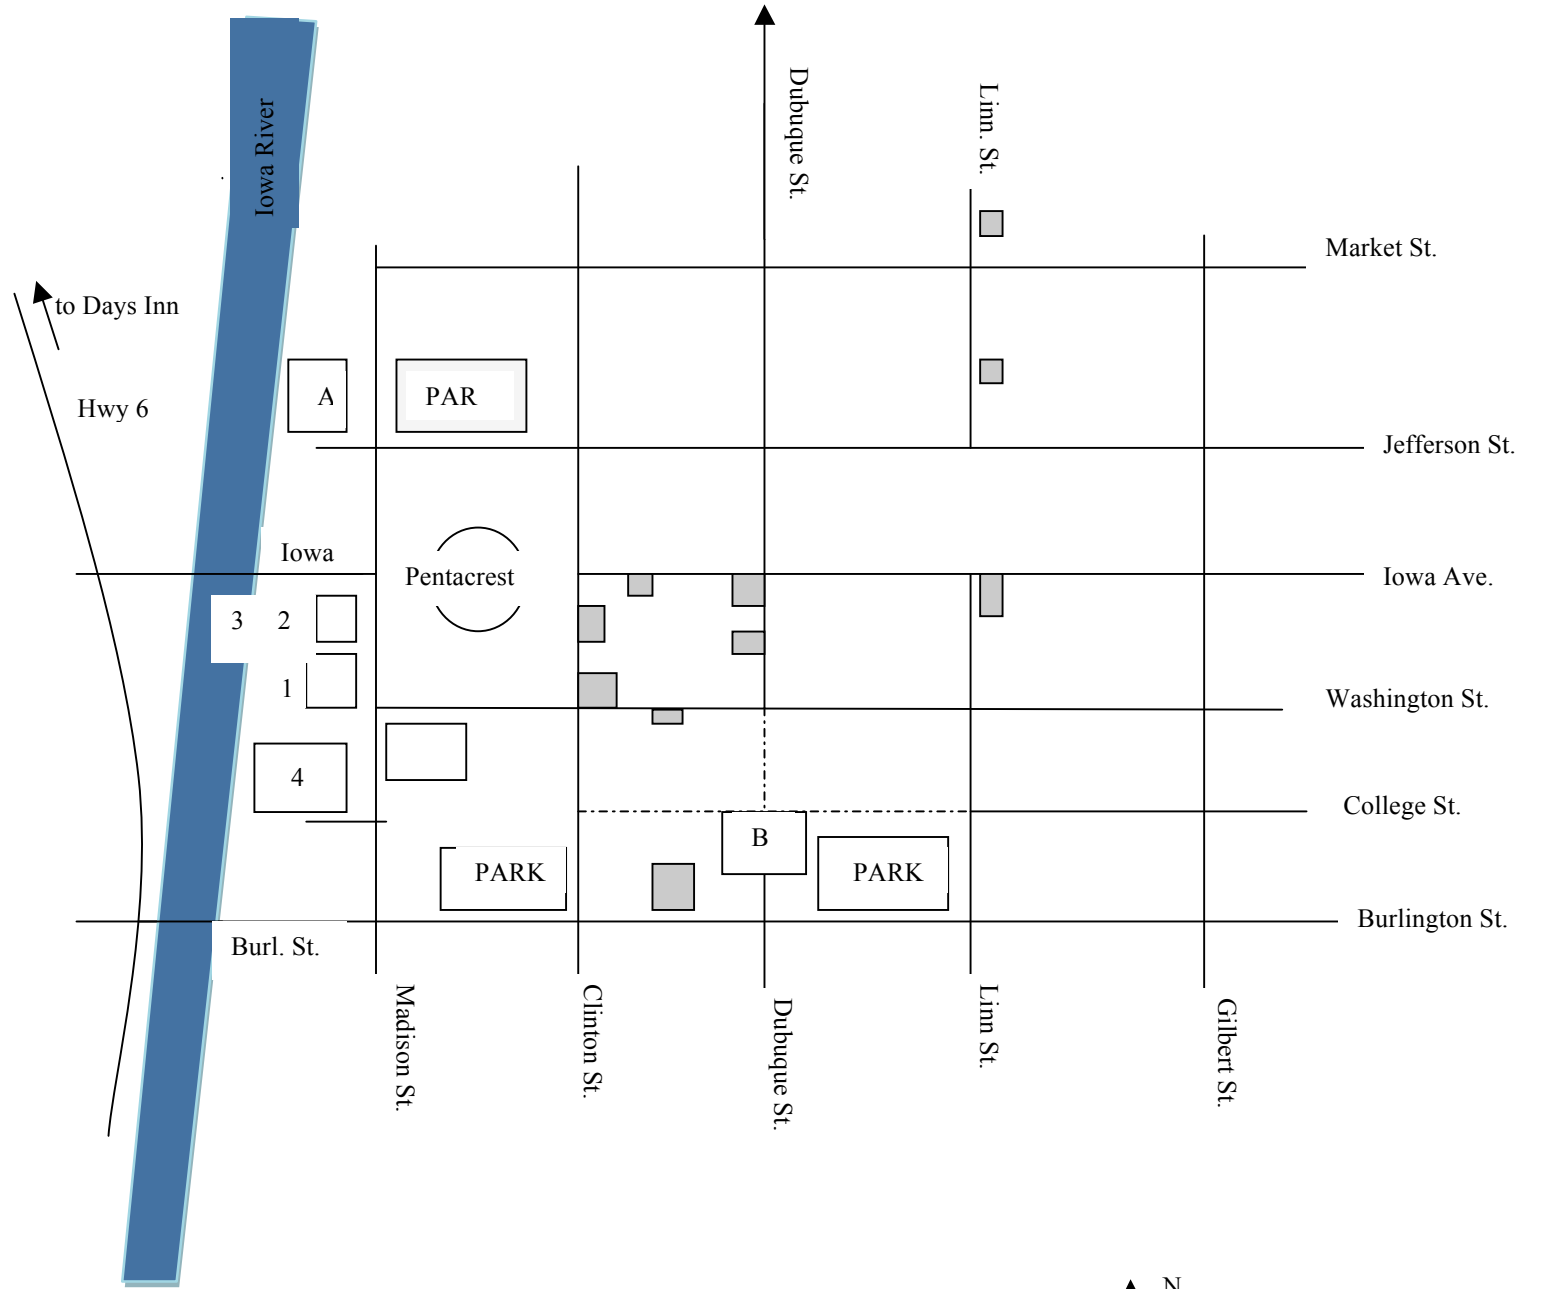 Dubuque St.
Linn. St.
Iowa River
Market St.
to Days Inn
A
PAR
Hwy 6
Jefferson St.
Iowa
Pentacrest
Iowa Ave.
3
2
1
Washington St.
4
College St.
B
PARK
PARK
Burlington St.
Burl. St.
Madison St.
Clinton St.
Dubuque St.
Linn St.
Gilbert St.
N